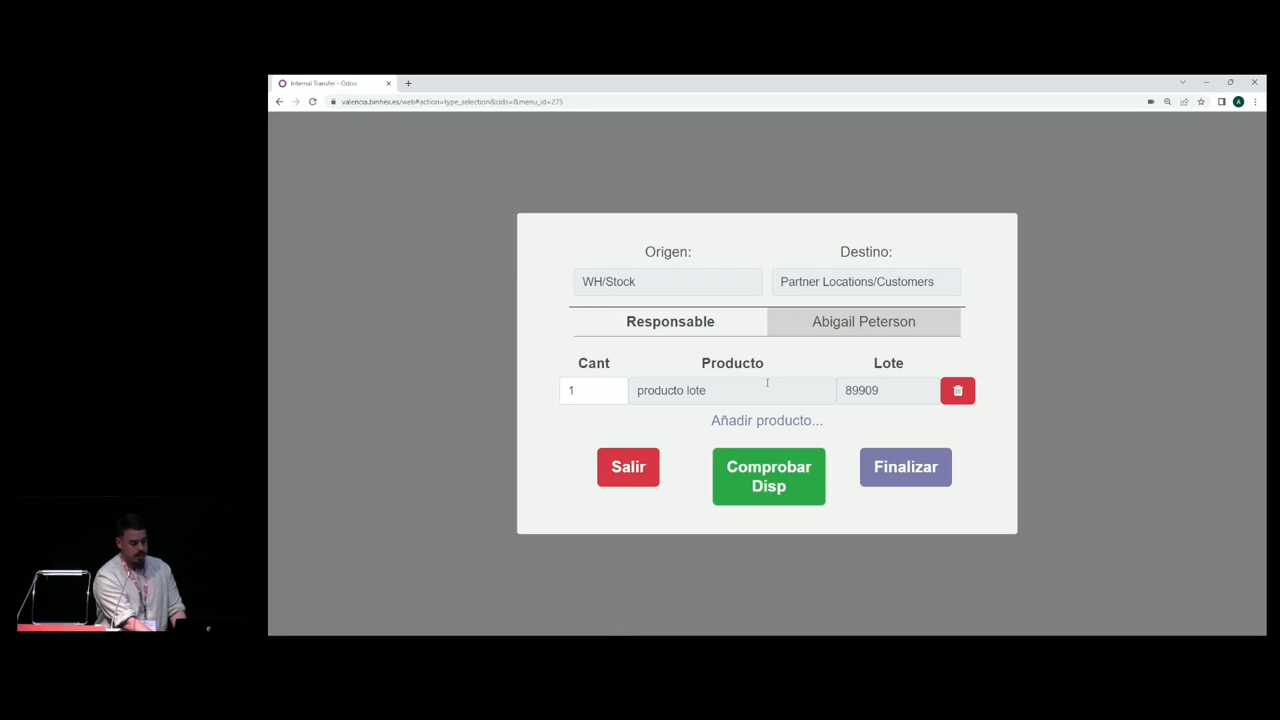 Internal Transfer - Odoo
valencia.binhex.es/web#action=type_selection&cids=&menu_id=275
A
Origen:
Destino:
WH/Stock
Partner Locations/Customers
Responsable
Abigail Peterson
Cant
Producto
Lote
1
producto lote
89909
Añadir producto...
Salir
Comprobar
Disp
Finalizar